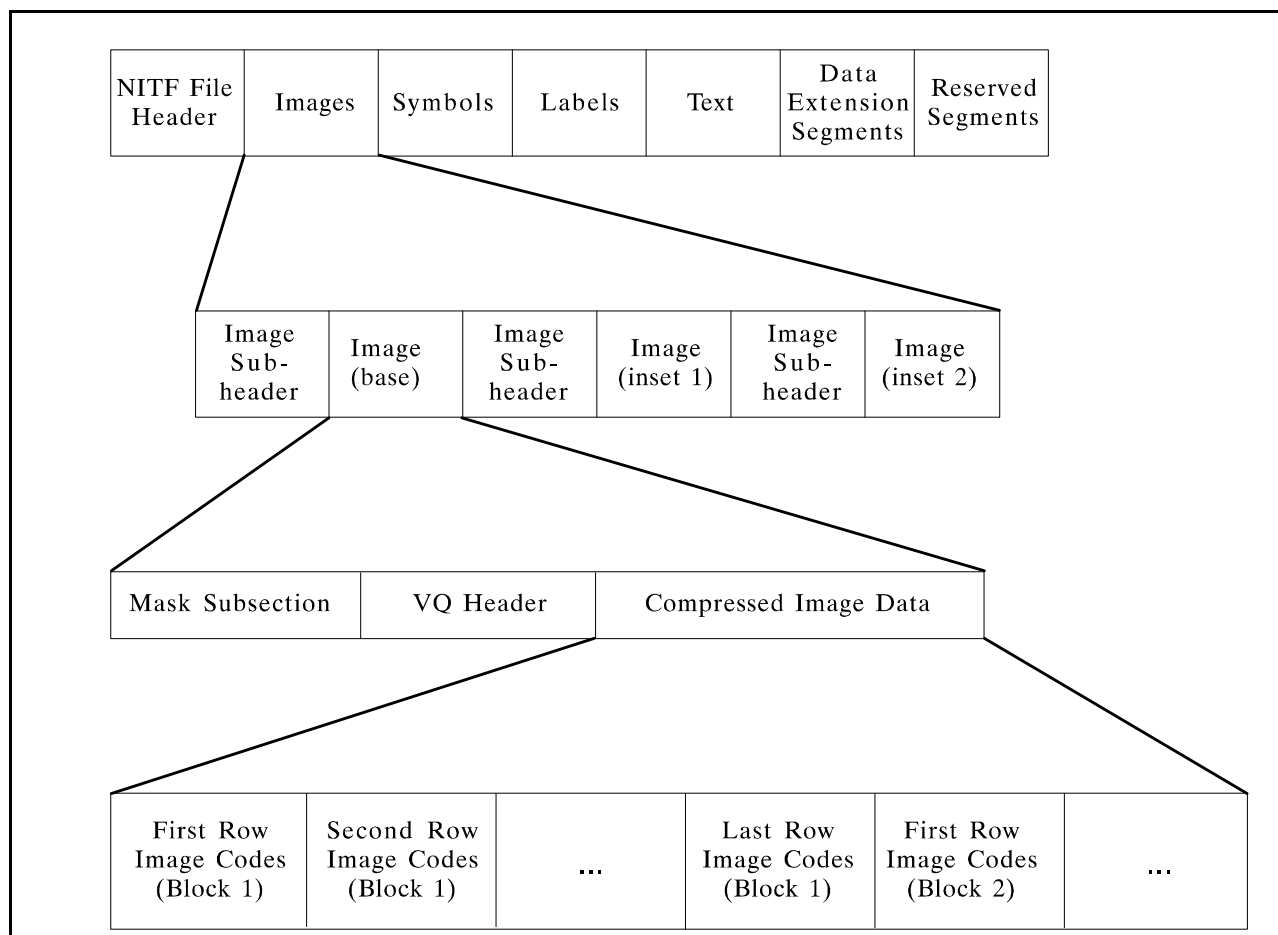 NITF File
Header
Images
Symbols
Labels
Text
Data
Extension
Segments
Reserved
Segments
Image
Sub-
header
Image
(base)
Image
Sub-
header
Image
(inset 1)
Image
Sub-
header
Image
(inset 2)
Mask Subsection
VQ Header
Compressed Image Data
First Row
Image Codes
(Block 1)
Second Row
Image Codes
(Block 1)
...
Last Row
Image Codes
(Block 1)
First Row
Image Codes
(Block 2)
...